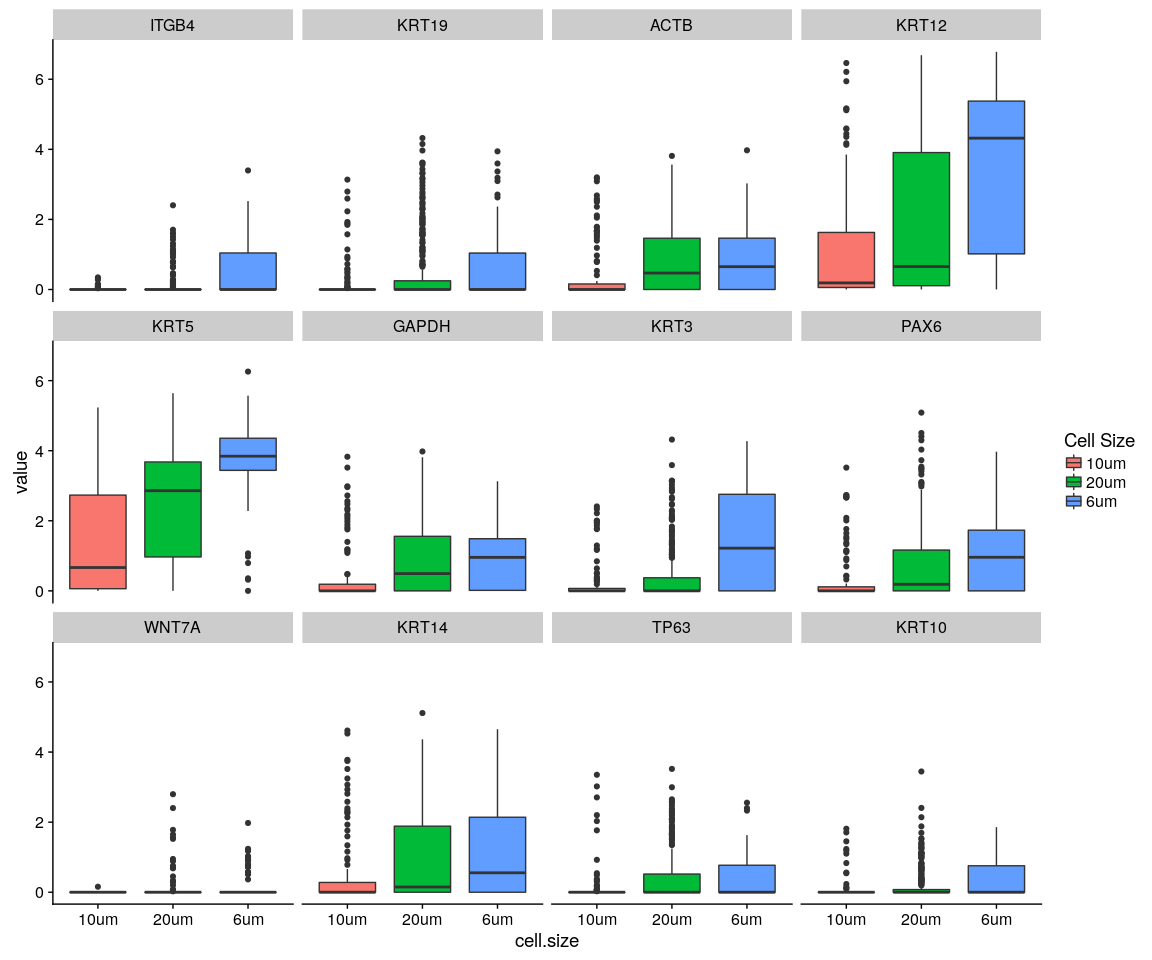 ITGB4 KRT19 ACTB KRT12
6
4
2
0
KRT5 GAPDH KRT3 PAX6
6
4
2
0
value
Cell Size
10um
20um
6um
WNT7A KRT14 TP63 KRT10
6
4
2
0
10um 20um 6um 10um 20um 6um 10um 20um 6um 10um 20um 6um
cell.size